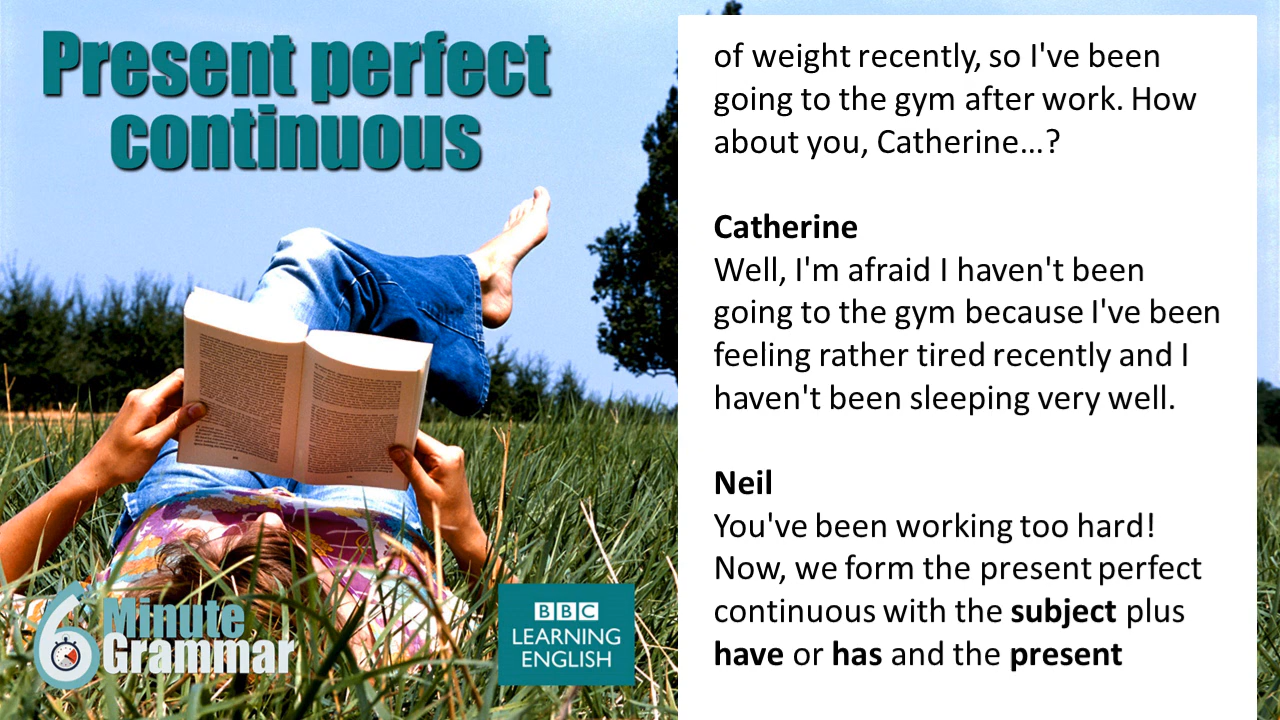 Present perfect
continuous
of weight recently, so I've been
going to the gym after work. How
about you, Catherine…?
Catherine
Well, I'm afraid I haven't been
going to the gym because I've been
feeling rather tired recently and I
haven't been sleeping very well.
Neil
You've been working too hard!
Now, we form the present perfect
continuous with the subject plus
have or has and the present
6 Minute
Grammar
BBC
LEARNING
ENGLISH